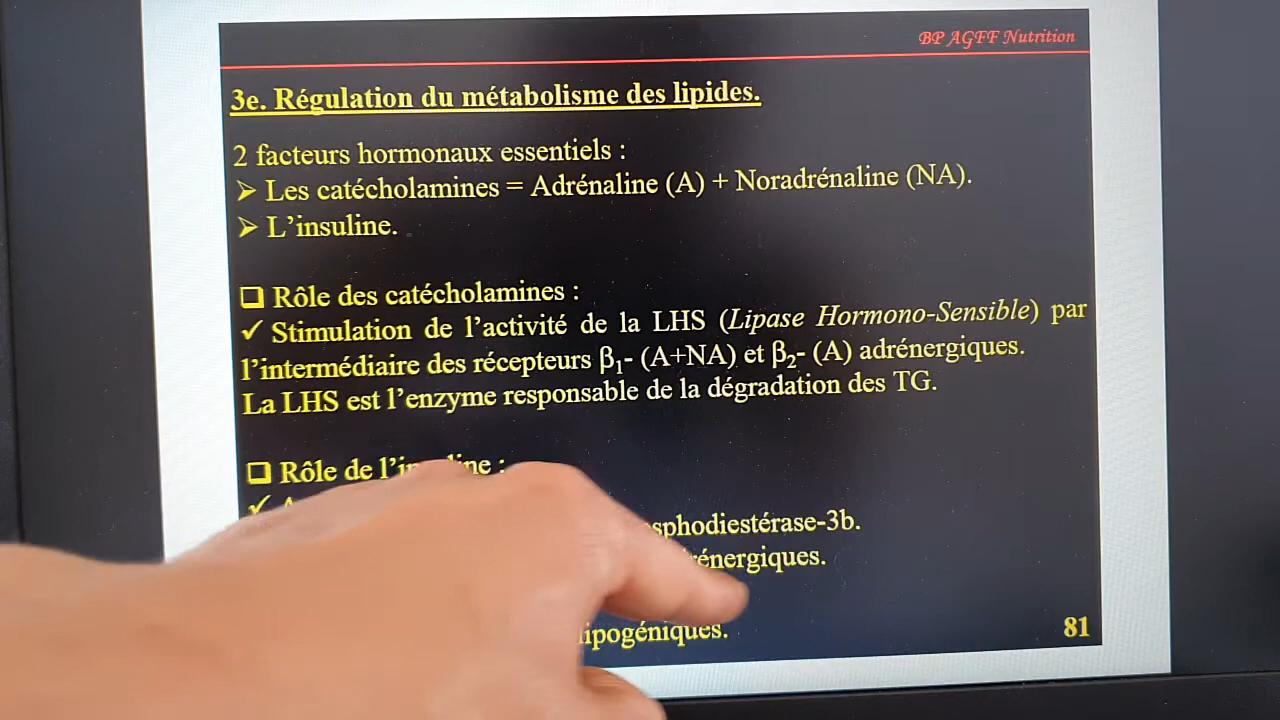 BP AGFF Nutrition
3e. Régulation du métabolisme des lipides.
2 facteurs hormonaux essentiels :
➢ Les catécholamines = Adrénaline (A) + Noradrénaline (NA).
➢ L’insuline.
❑ Rôle des catécholamines :
✓ Stimulation de l’activité de la LHS (Lipase Hormono-Sensible) par
l’intermédiaire des récepteurs β₁- (A+NA) et β₂- (A) adrénergiques.
La LHS est l’enzyme responsable de la dégradation des TG.
❑ Rôle de
✓
sphodiestérase-3b.
rénergiques.
lipogéniques.
81